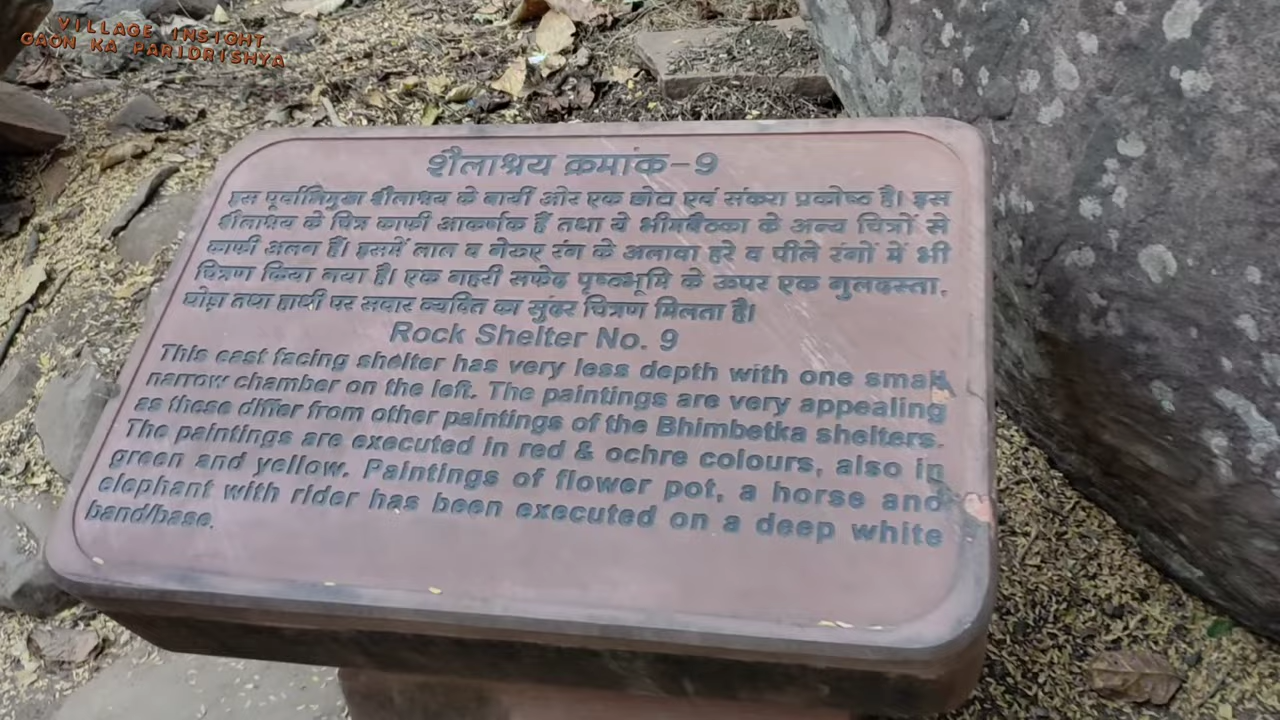 VILLAGE INSIGHT
GAON KA PARIDRISHYA
शैलाश्रय क्रमांक-9
इस पूर्वाभिमुख शैलाश्रय के बायीं ओर एक छोटा एवं संकरा प्रकोष्ठ है। इस
शैलाश्रय के चित्र काफी आकर्षक हैं तथा ये भीमबैठका के अन्य चित्रों से
काफी अलग हैं। इसमें लाल व गेरुए रंग के अलावा हरे व पीले रंगों में भी
चित्रण किया गया है। एक गहरी सफेद पृष्ठभूमि के ऊपर एक गुलदस्ता,
घोड़ा तथा हाथी पर सवार व्यक्ति का सुंदर चित्रण मिलता है।
Rock Shelter No. 9
This east facing shelter has very less depth with one small
narrow chamber on the left. The paintings are very appealing
as these differ from other paintings of the Bhimbetka shelters.
The paintings are executed in red & ochre colours, also in
green and yellow. Paintings of flower pot, a horse and
elephant with rider has been executed on a deep white
band/base.